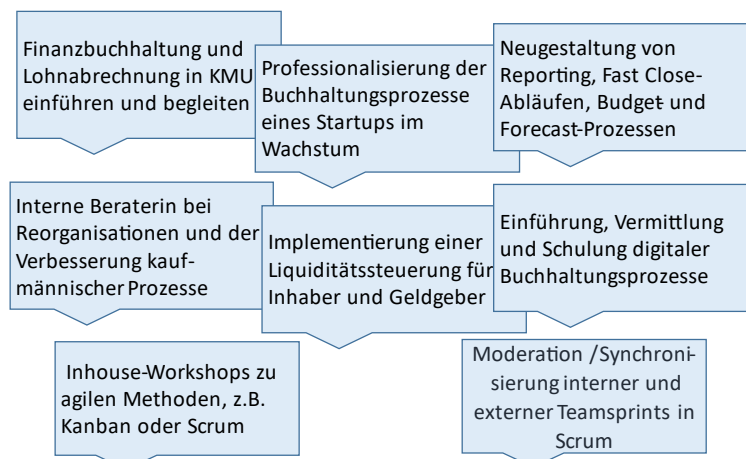 Finanzbuchhaltung und
Lohnabrechnung in KMU
einführen und begleiten
Professionalisierung der
Buchhaltungsprozesse
eines Startups im
Wachstum
Neugestaltung von
Reporting, Fast Close-
Abläufen, Budget und
Forecast-Prozessen
Interne Beraterin bei
Reorganisationen und der
Verbesserung kauf-
männischer Prozesse
Implementierung einer
Liquiditätssteuerung für
Inhaber und Geldgeber
Einführung, Vermittlung
und Schulung digitaler
Buchhaltungsprozesse
Inhouse-Workshops zu
agilen Methoden, z.B.
Kanban oder Scrum
Moderation /Synchroni-
sierung interner und
externer Teamsprints in
Scrum